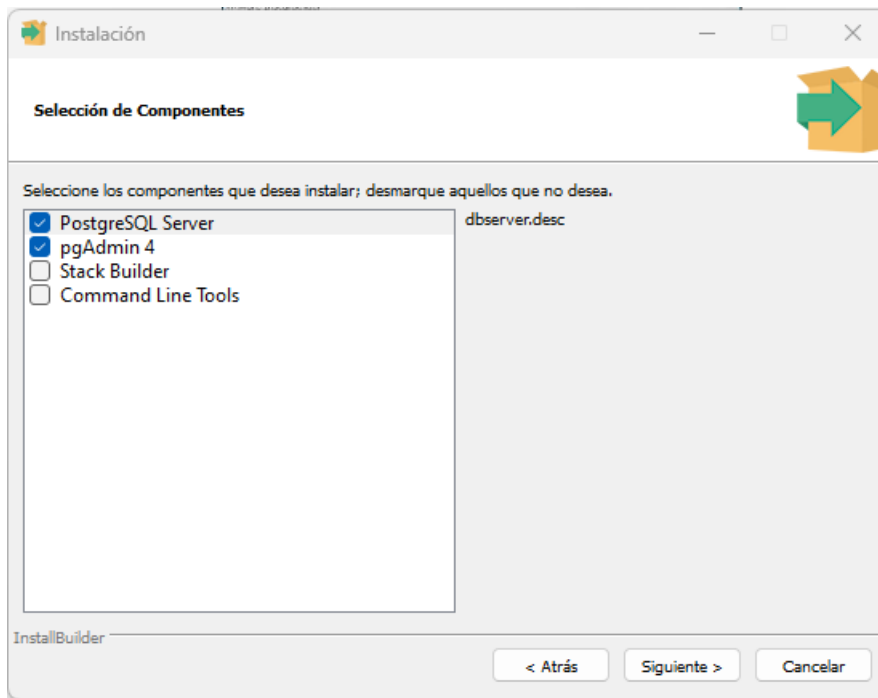 Instalación
Selección de Componentes
Seleccione los componentes que desea instalar; desmarque aquellos que no desea.
PostgreSQL Server
dbserver.desc
pgAdmin 4
Stack Builder
Command Line Tools
InstallBuilder
< Atrás
Siguiente >
Cancelar